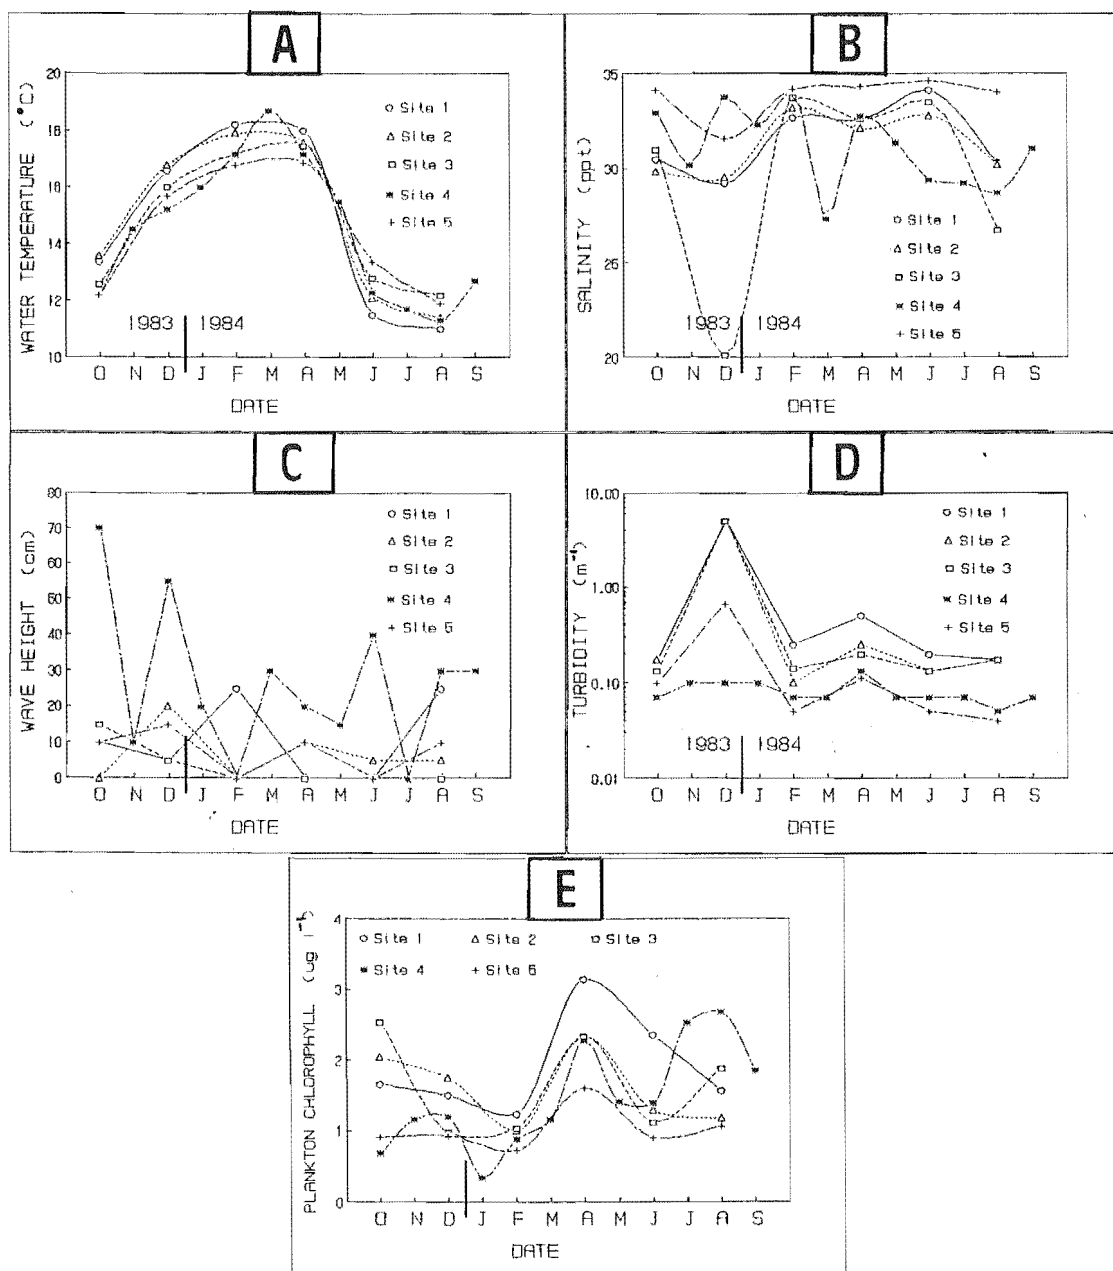 A
WATER TEMPERATURE (°C)
20
18
16
14
12
10
Site 1
Site 2
Site 3
Site 4
Site 5
1983 1984
O N D J F M A M J J A S
DATE
B
SALINITY (ppt)
35
30
25
20
Site 1
Site 2
Site 3
Site 4
Site 5
1983 1984
O N D J F M A M J J A S
DATE
C
WAVE HEIGHT (cm)
80
70
60
50
40
30
20
10
0
Site 1
Site 2
Site 3
Site 4
Site 5
O N D J F M A M J J A S
DATE
D
TURBIDITY (m⁻¹)
10.00
1.00
0.10
0.01
Site 1
Site 2
Site 3
Site 4
Site 5
1983 1984
O N D J F M A M J J A S
DATE
E
PLANKTON CHLOROPHYLL (ug l⁻¹)
4
3
2
1
0
Site 1 Site 2 Site 3
Site 4 Site 5
O N D J F M A M J J A S
DATE